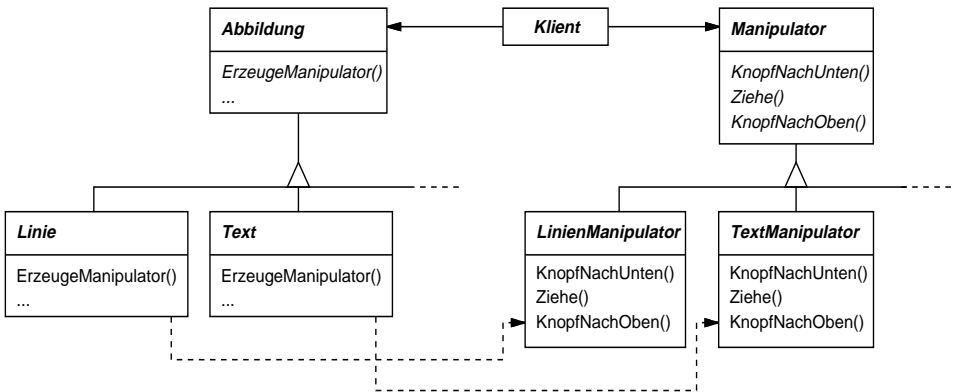 Abbildung
Klient
Manipulator
ErzeugeManipulator()
...
KnopfNachUnten()
Ziehe()
KnopfNachOben()
Linie
ErzeugeManipulator()
...
Text
ErzeugeManipulator()
...
LinienManipulator
KnopfNachUnten()
Ziehe()
KnopfNachOben()
TextManipulator
KnopfNachUnten()
Ziehe()
KnopfNachOben()